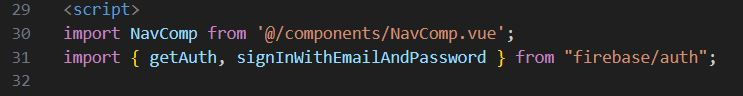 29 <script>
30 import NavComp from '@/components/NavComp.vue';
31 import { getAuth, signInWithEmailAndPassword } from "firebase/auth";
32